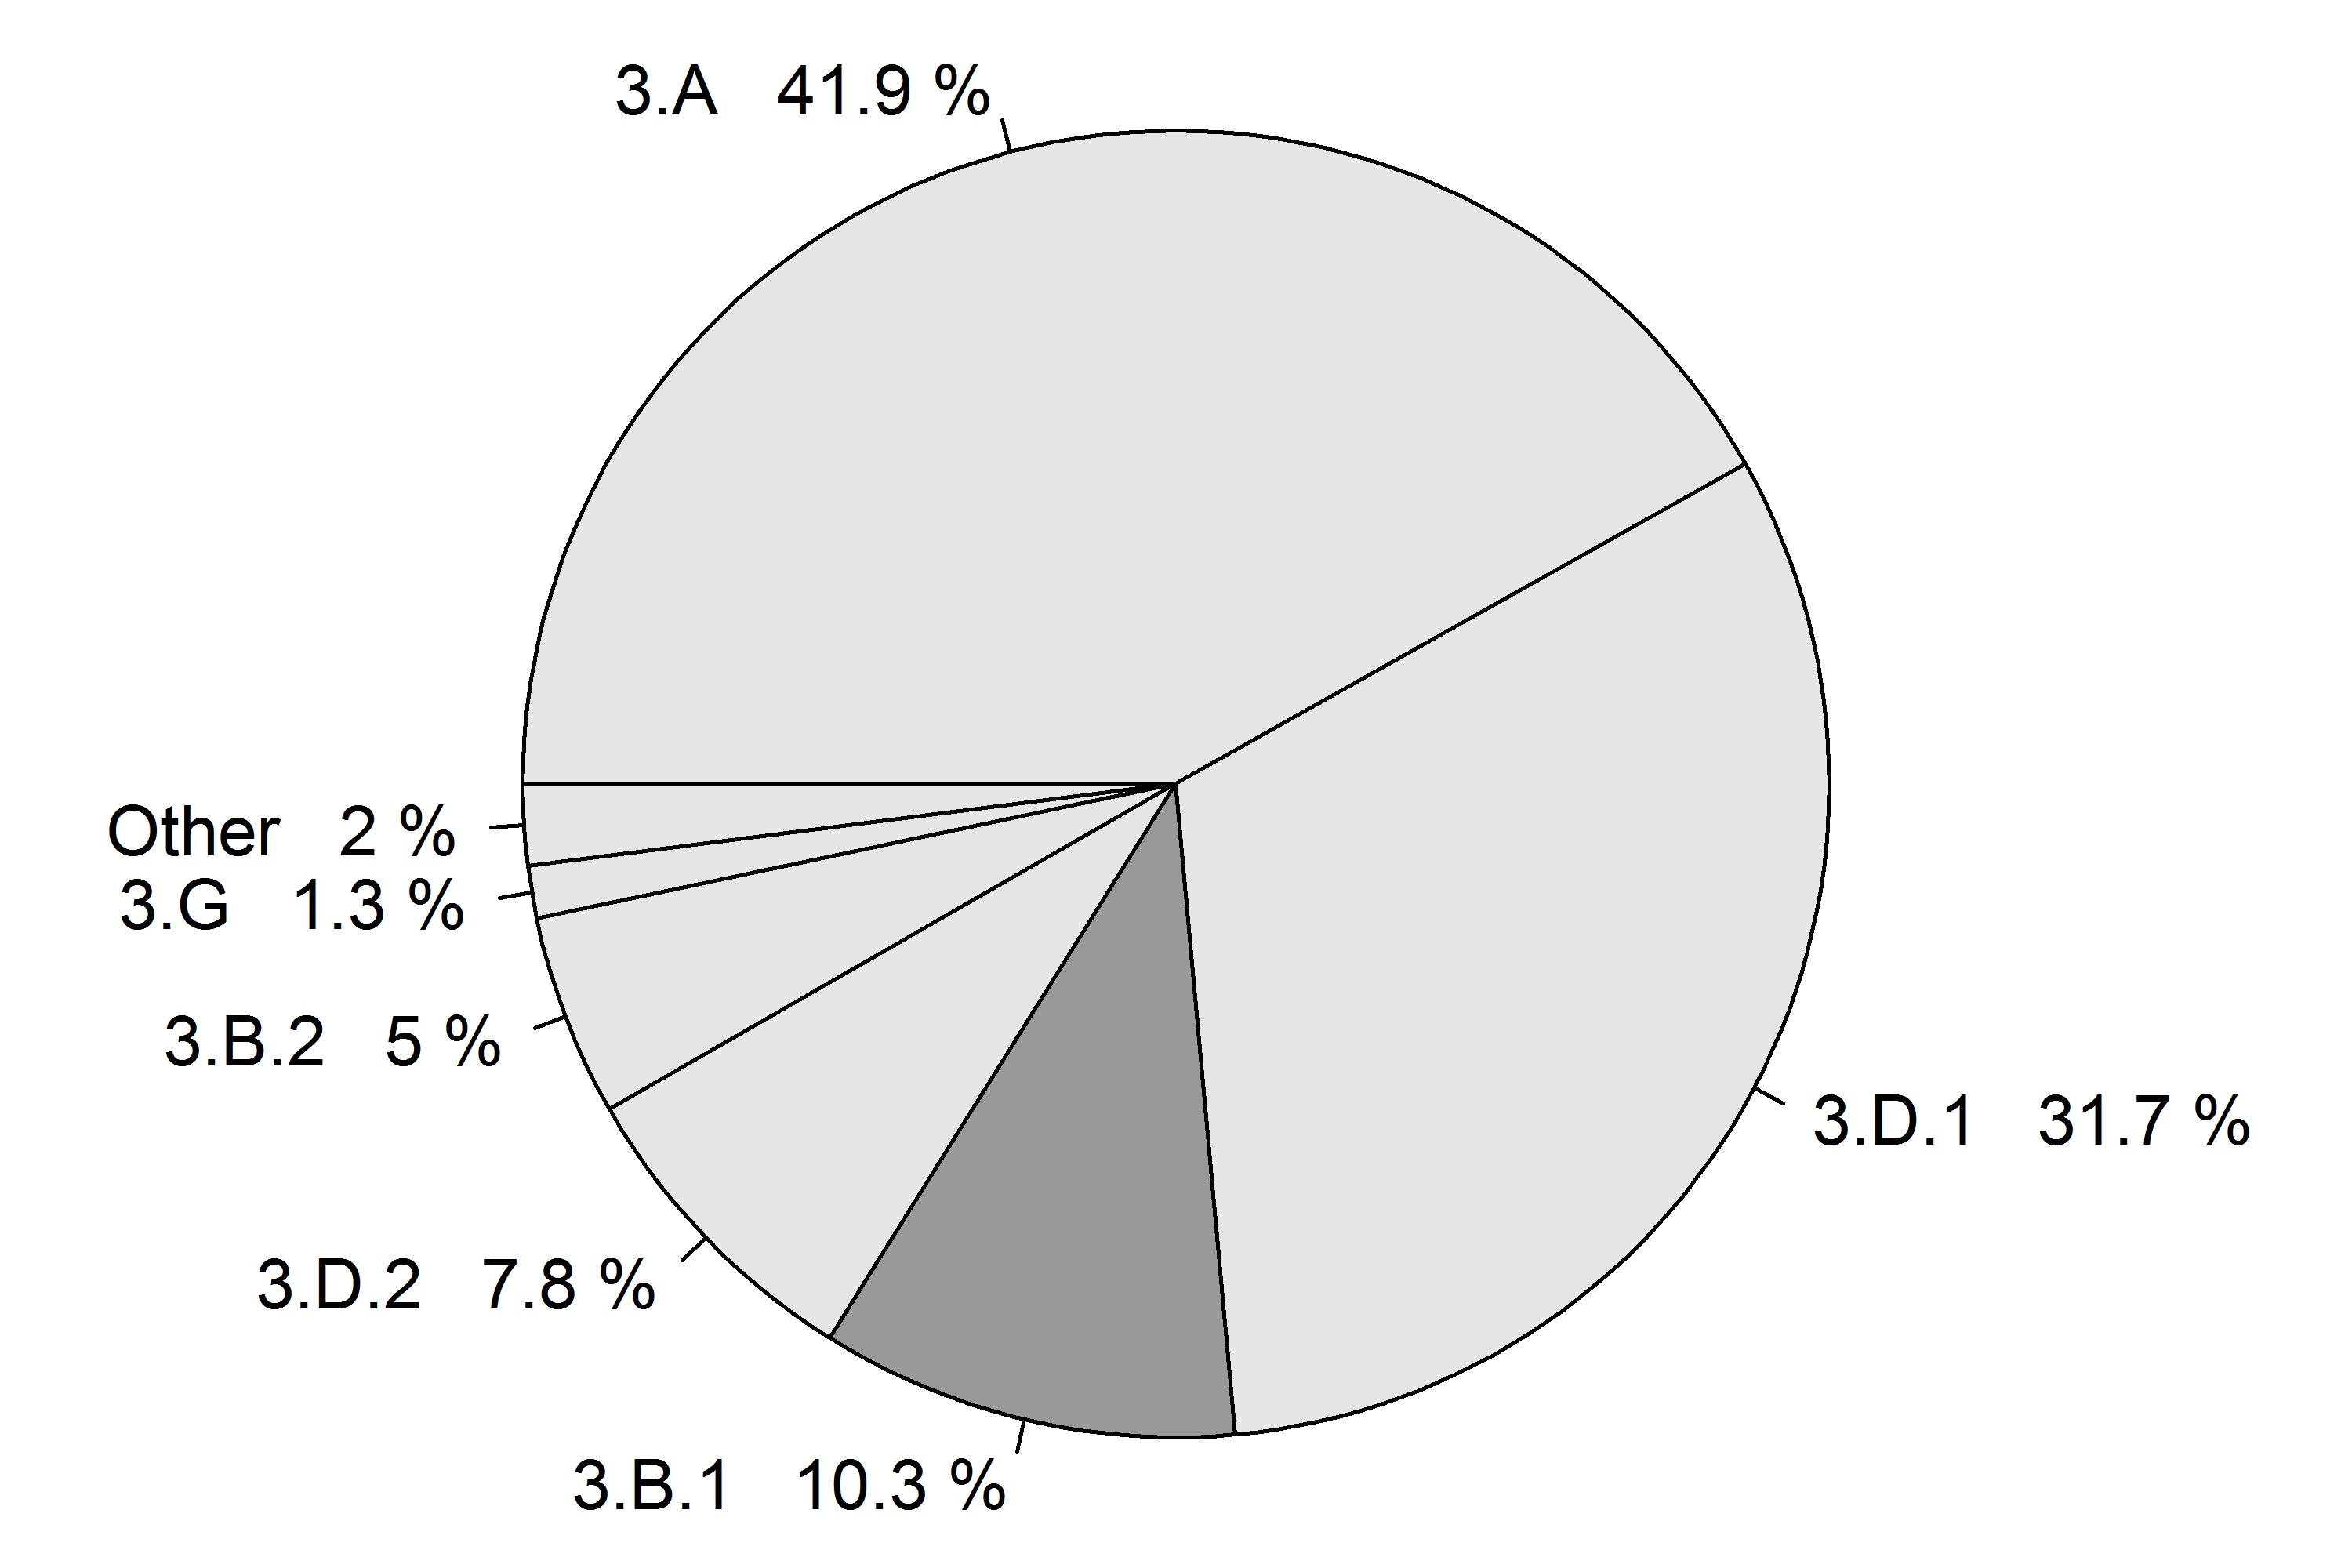 3.A 41.9 %
Other 2 %
3.G 1.3 %
3.B.2 5 %
3.D.1 31.7 %
3.D.2 7.8 %
3.B.1 10.3 %